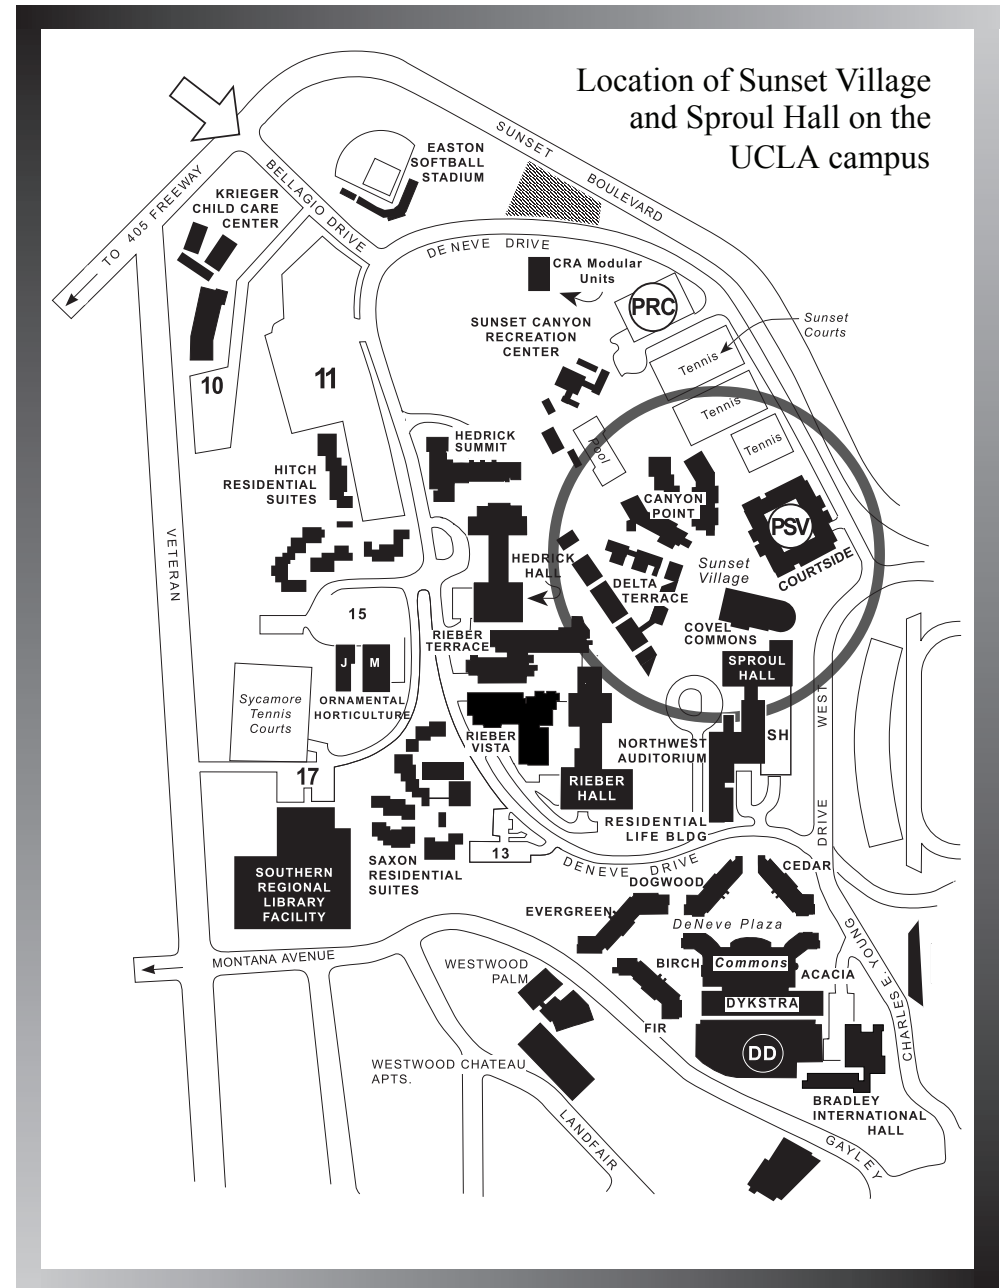 Location of Sunset Village
and Sproul Hall on the
UCLA campus
SUNSET
BOULEVARD
EASTON
SOFTBALL
STADIUM
BELLAGIO DRIVE
KRIEGER
CHILD CARE
CENTER
TO 405 FREEWAY
DE NEVE DRIVE
CRA Modular
Units
PRC
Sunset
Courts
SUNSET CANYON
RECREATION
CENTER
Tennis
Tennis
Tennis
10
11
Pool
HEDRICK
SUMMIT
HITCH
RESIDENTIAL
SUITES
CANYON
POINT
PSV
COURTSIDE
VETERAN
HEDRICK
HALL
Sunset
Village
DELTA
TERRACE
15
COVEL
COMMONS
RIEBER
TERRACE
J
M
SPROUL
HALL
ORNAMENTAL
HORTICULTURE
Sycamore
Tennis
Courts
WEST
SH
RIEBER
VISTA
NORTHWEST
AUDITORIUM
17
RIEBER
HALL
RESIDENTIAL
LIFE BLDG
DRIVE
13
SAXON
RESIDENTIAL
SUITES
SOUTHERN
REGIONAL
LIBRARY
FACILITY
DENEVE DRIVE
CEDAR
DOGWOOD
EVERGREEN
DeNeve Plaza
CHARLES E. YOUNG
MONTANA AVENUE
WESTWOOD
PALM
BIRCH
Commons
ACACIA
DYKSTRA
FIR
DD
WESTWOOD CHATEAU
APTS.
BRADLEY
INTERNATIONAL
HALL
LANDFAIR
GAYLEY